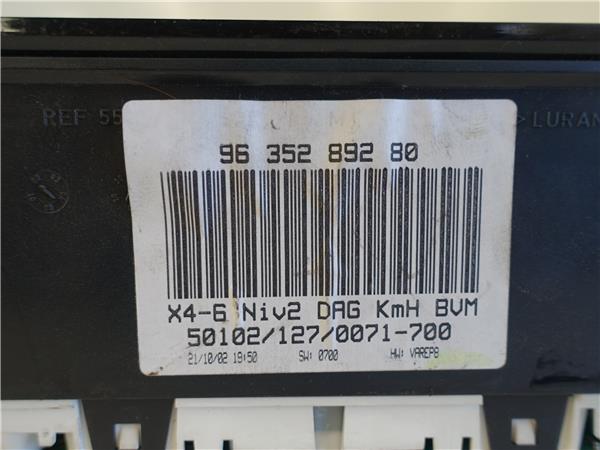 REF 55
> LURAN
96 352 892 80
X4-6 Niv2 DAG KmH BVM
50102/127/0071-700
21/10/02 19:50 SW: 0700 HW: VAREP8